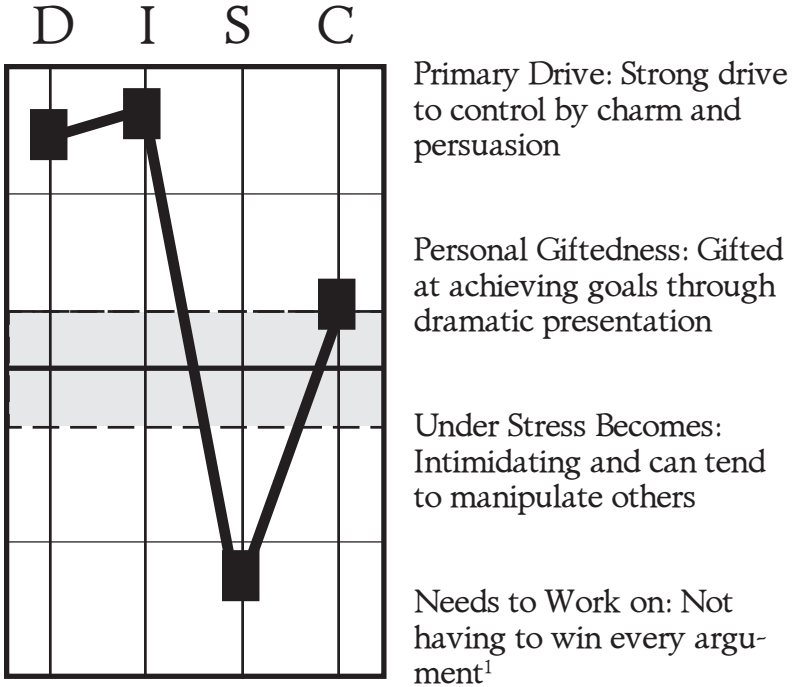 D I S C
Primary Drive: Strong drive
to control by charm and
persuasion
Personal Giftedness: Gifted
at achieving goals through
dramatic presentation
Under Stress Becomes:
Intimidating and can tend
to manipulate others
Needs to Work on: Not
having to win every argu-
ment¹